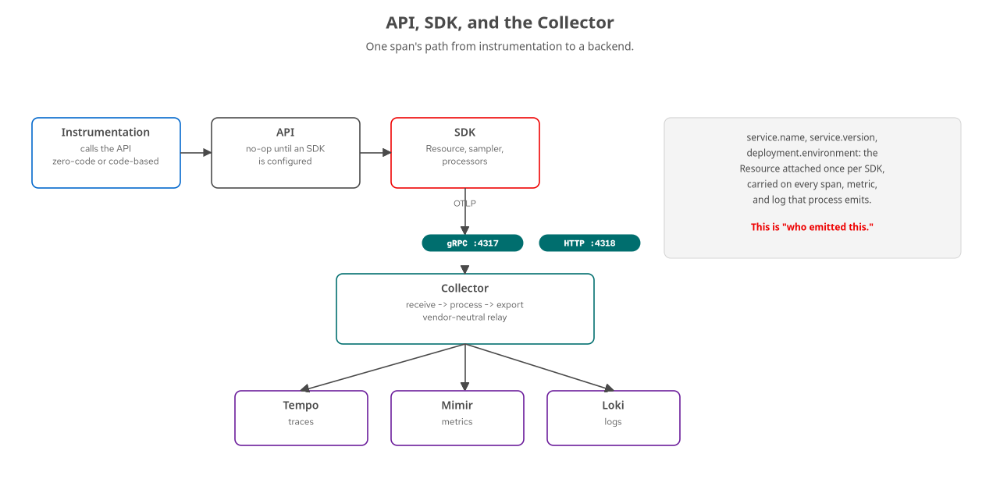 API, SDK, and the Collector
One span's path from instrumentation to a backend.
Instrumentation
calls the API
zero-code or code-based
API
no-op until an SDK
is configured
SDK
Resource, sampler,
processors
service.name, service.version,
deployment.environment: the
Resource attached once per SDK,
carried on every span, metric,
and log that process emits.
This is "who emitted this."
OTLP
gRPC :4317
HTTP :4318
Collector
receive -> process -> export
vendor-neutral relay
Tempo
traces
Mimir
metrics
Loki
logs